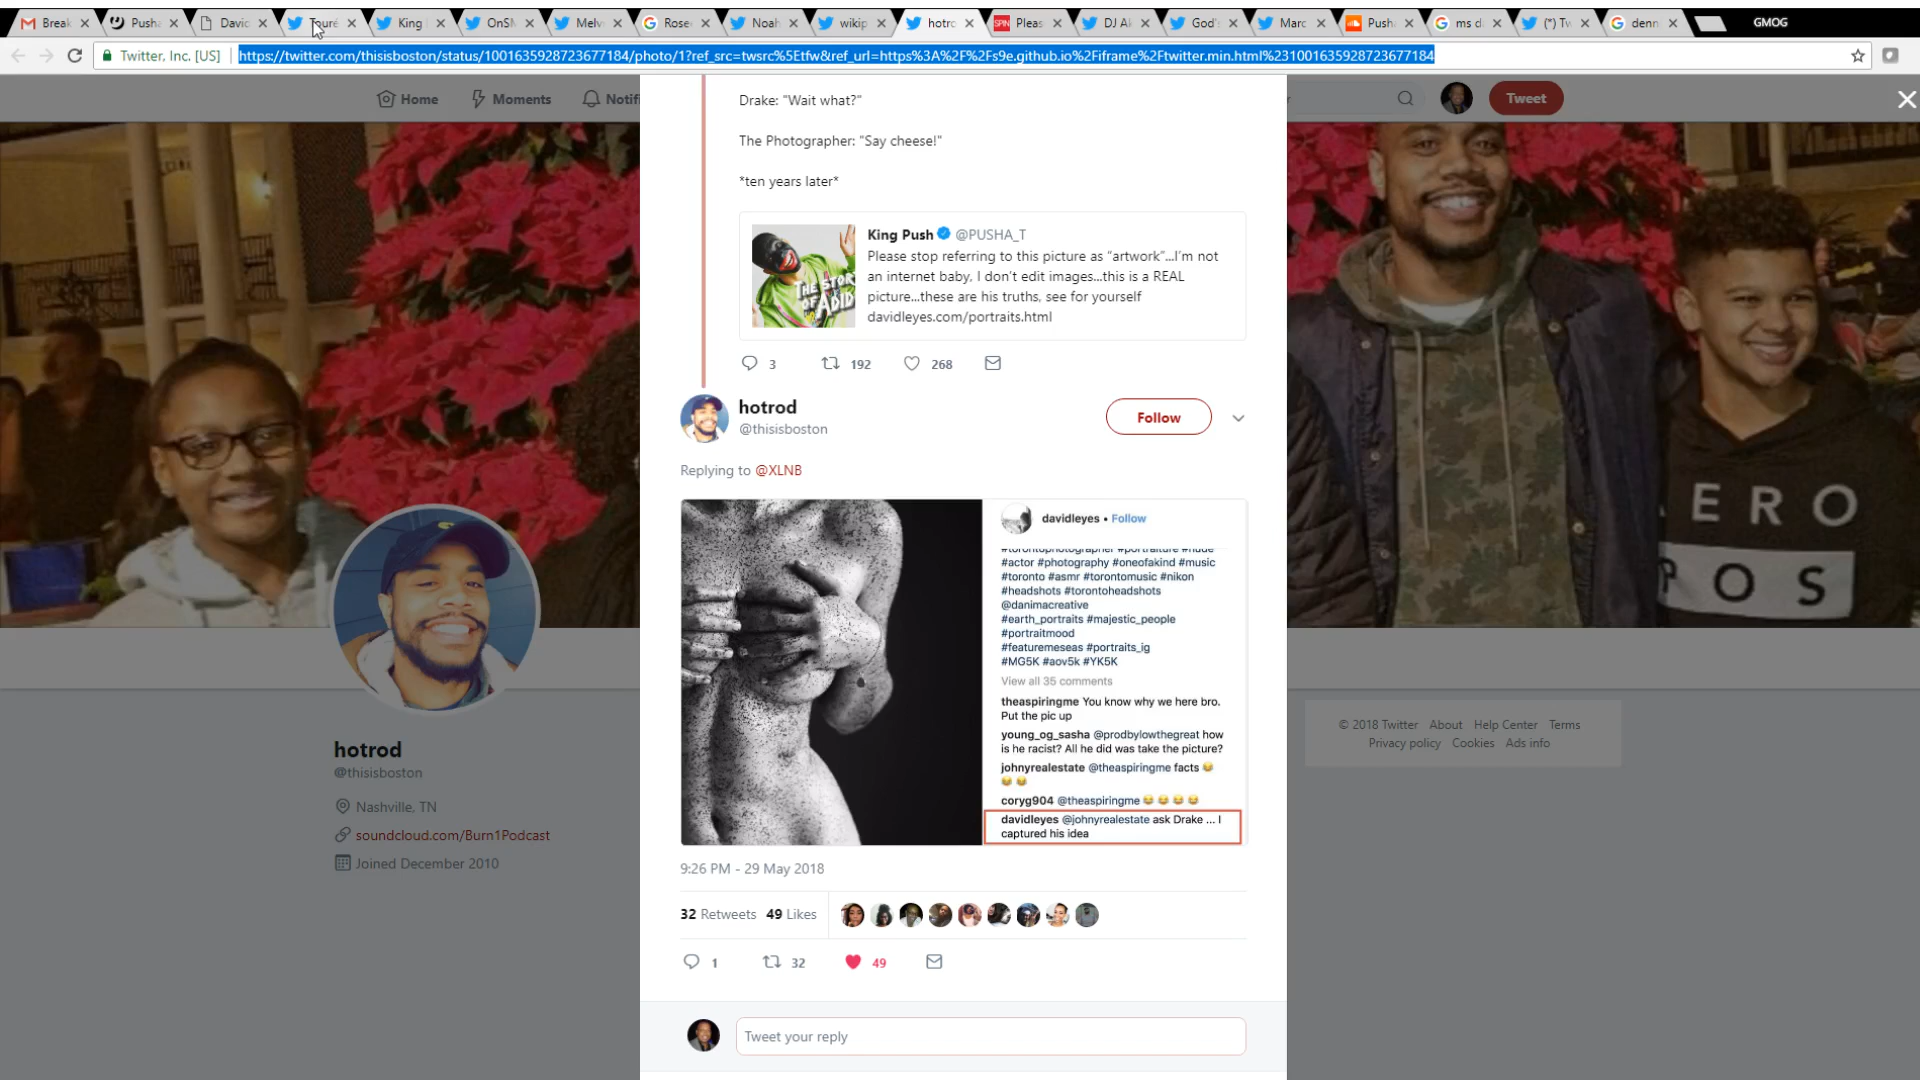 Break
Pusha
David
Touré
King
OnSM
Melv
Rose
Noah
wikip
hotro
SPIN
Pleas
DJ Ak
God'
Marc
Push
ms d
(*) Tw
denn
GMOG
Twitter, Inc. [US]
https://twitter.com/thisisboston/status/1001635928723677184/photo/1?ref_src=twsrc%5Etfw&ref_url=https%3A%2F%2Fs9e.github.io%2Fiframe%2Ftwitter.min.html%231001635928723677184
Home
Moments
Notifi
Tweet
Drake: "Wait what?"
The Photographer: "Say cheese!"
*ten years later*
King Push @PUSHA_T
Please stop referring to this picture as "artwork"...I'm not
an internet baby, I don't edit images...this is a REAL
picture...these are his truths, see for yourself
davidleyes.com/portraits.html
THE STORY
OF ADID
3 192 268
hotrod
@thisisboston
Follow
Replying to @XLNB
davidleyes • Follow
#torontophotographer #portraiture #nude
#actor #photography #oneofakind #music
#toronto #asmr #torontomusic #nikon
#headshots #torontoheadshots
@danimacreative
#earth_portraits #majestic_people
#portraitmood
#featuremeseas #portraits_ig
#MG5K #aov5k #YK5K
View all 35 comments
theaspiringme You know why we here bro.
Put the pic up
young_og_sasha @prodbylowthegreat how
is he racist? All he did was take the picture?
johnyrealestate @theaspiringme facts 😂
😂 😂
coryg904 @theaspiringme 😂 😂 😂 😂
davidleyes @johnyrealestate ask Drake ... I
captured his idea
9:26 PM - 29 May 2018
32 Retweets 49 Likes
1 32 49
Tweet your reply
hotrod
@thisisboston
Nashville, TN
soundcloud.com/Burn1Podcast
Joined December 2010
ERO
POS
© 2018 Twitter About Help Center Terms
Privacy policy Cookies Ads info